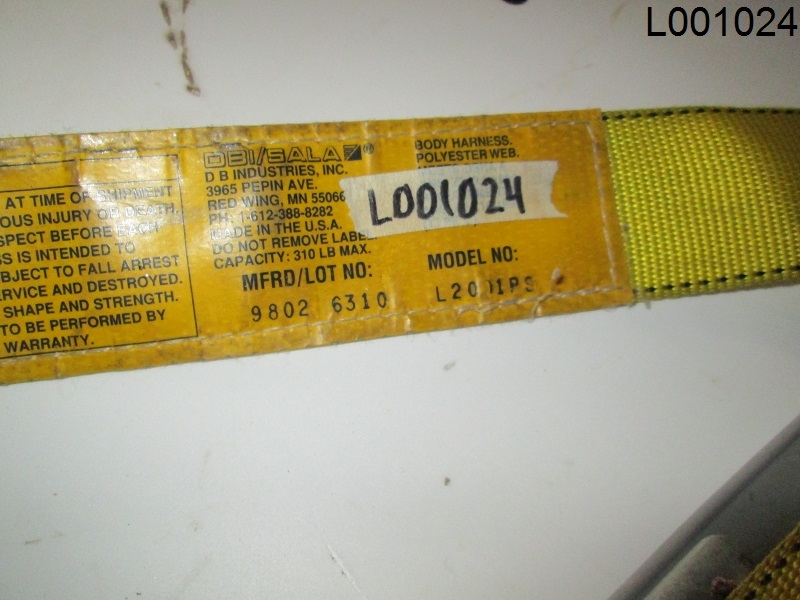 L001024
AT TIME OF SHIPMENT
OUS INJURY OR DEATH.
SPECT BEFORE EACH
SS IS INTENDED TO
BJECT TO FALL ARREST
ERVICE AND DESTROYED.
SHAPE AND STRENGTH.
TO BE PERFORMED BY
WARRANTY.
DBI/SALA ®
D B INDUSTRIES, INC.
3965 PEPIN AVE.
RED WING, MN 55066
PH: 1-612-388-8282
MADE IN THE U.S.A.
DO NOT REMOVE LABE
CAPACITY: 310 LB MAX.
MFRD/LOT NO:
9802 6310
BODY HARNESS.
POLYESTER WEB.
L001024
MODEL NO: